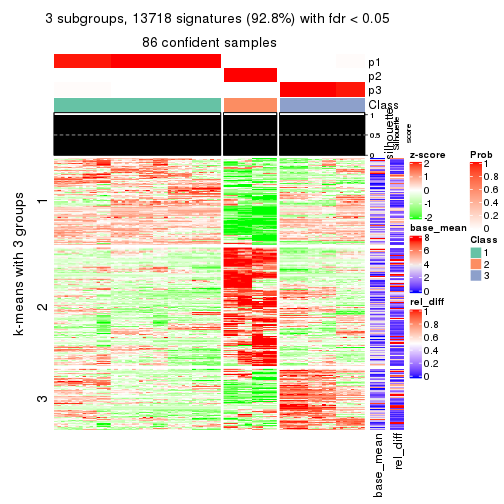 3 subgroups, 13718 signatures (92.8%) with fdr < 0.05
86 confident samples
p1
p2
p3
Class
1
0.5
0
silhouette
Silhouette
score
k-means with 3 groups
1
2
3
base_mean
rel_diff
z-score
2
1
0
-1
-2
base_mean
8
6
4
2
0
rel_diff
1
0.8
0.6
0.4
0.2
0
Prob
1
0.8
0.6
0.4
0.2
0
Class
1
2
3